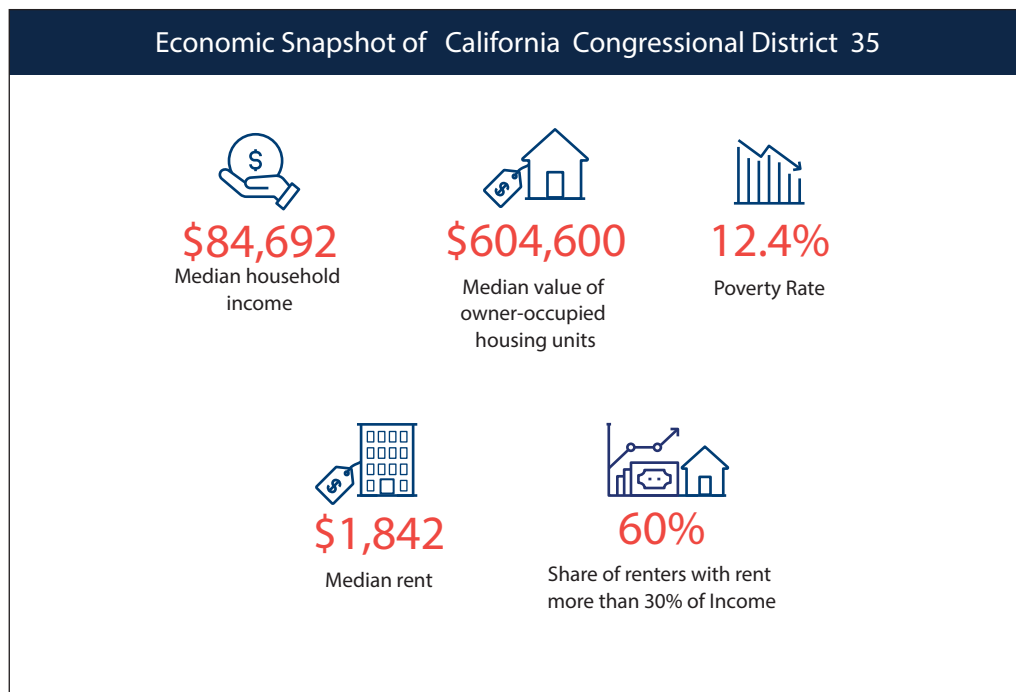 Economic Snapshot of California Congressional District 35
$
$84,692
Median household
income
$
$604,600
Median value of
owner-occupied
housing units
12.4%
Poverty Rate
$
$1,842
Median rent
60%
Share of renters with rent
more than 30% of Income